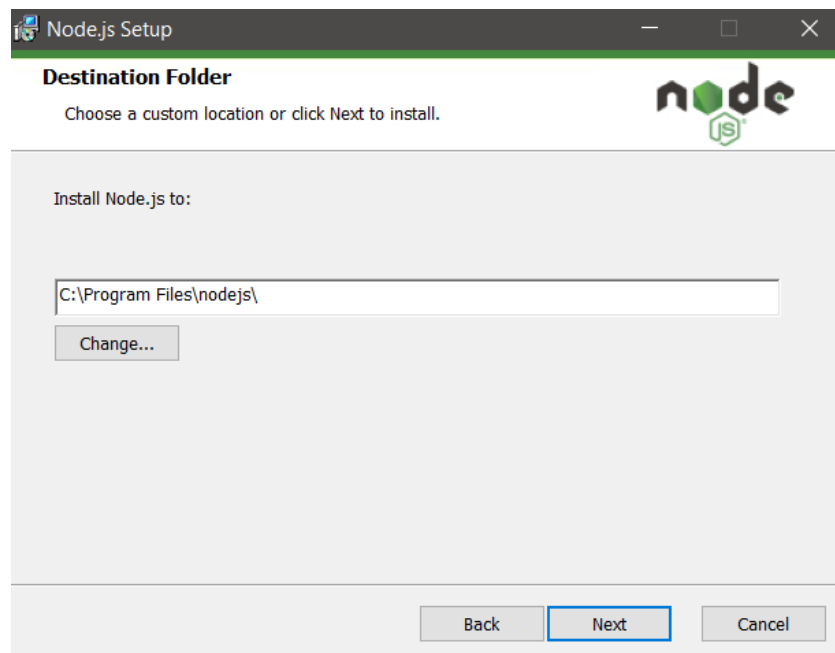 Node.js Setup
Destination Folder
Choose a custom location or click Next to install.
node
JS
Install Node.js to:
C:\Program Files\nodejs\
Change...
Back
Next
Cancel